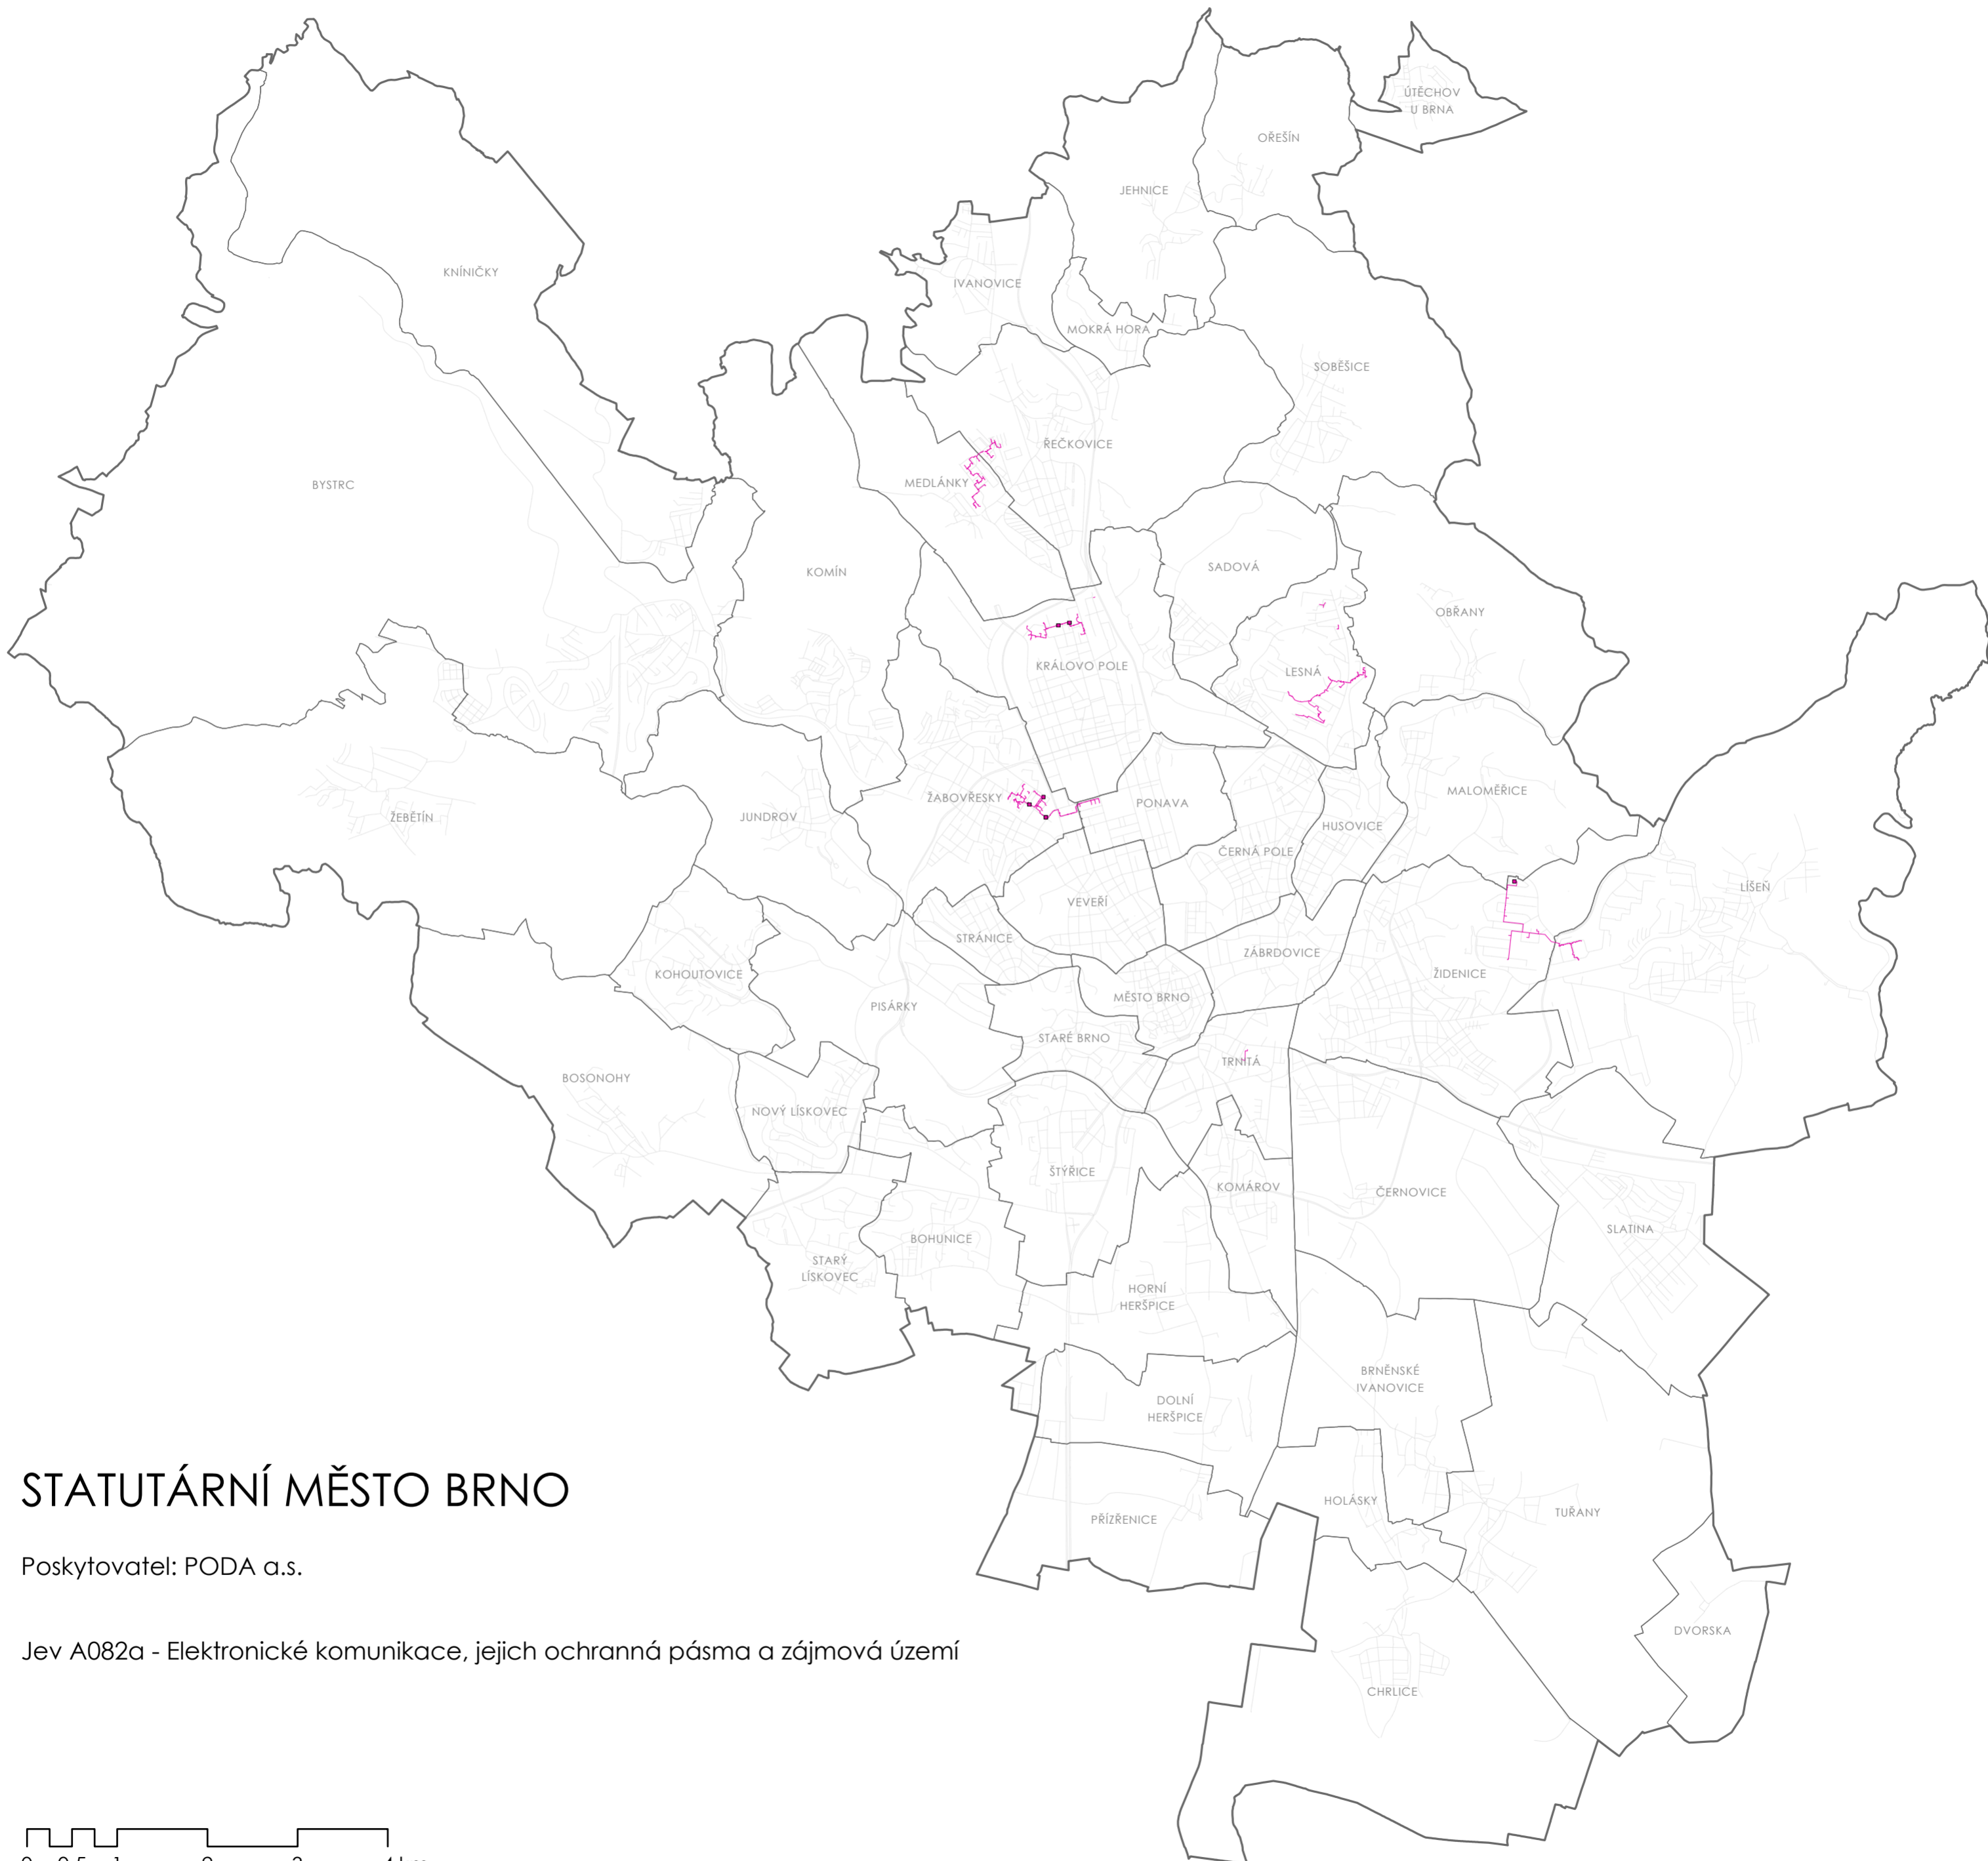 ÚTĚCHOV
U BRNA
OŘEŠÍN
JEHNICE
KNÍNIČKY
IVANOVICE
MOKRÁ HORA
SOBĚŠICE
ŘEČKOVICE
BYSTRC
MEDLÁNKY
KOMÍN
SADOVÁ
OBŘANY
KRÁLOVO POLE
LESNÁ
ŽABOVŘESKY
PONAVA
MALOMĚŘICE
ŽEBĚTÍN
JUNDROV
HUSOVICE
ČERNÁ POLE
LÍŠEŇ
VEVEŘÍ
STRÁNICE
ZÁBRDOVICE
KOHOUTOVICE
ŽIDENICE
MĚSTO BRNO
PISÁRKY
STARÉ BRNO
TRNITÁ
BOSONOHY
NOVÝ LÍSKOVEC
ŠTÝŘICE
KOMÁROV
ČERNOVICE
SLATINA
BOHUNICE
STARÝ
LÍSKOVEC
HORNÍ
HERŠPICE
BRNĚNSKÉ
IVANOVICE
DOLNÍ
HERŠPICE
HOLÁSKY
TUŘANY
PŘÍZŘENICE
DVORSKA
CHRLICE
STATUTÁRNÍ MĚSTO BRNO
Poskytovatel: PODA a.s.
Jev A082a - Elektronické komunikace, jejich ochranná pásma a zájmová území